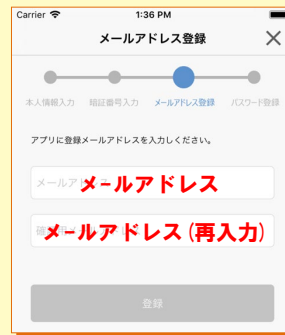 Carrier 1:36 PM
メールアドレス登録
本人情報入力 暗証番号入力 メールアドレス登録 パスワード登録
アプリに登録メールアドレスを入力しください。
メールアドレス
メールアドレス(再入力)
登録